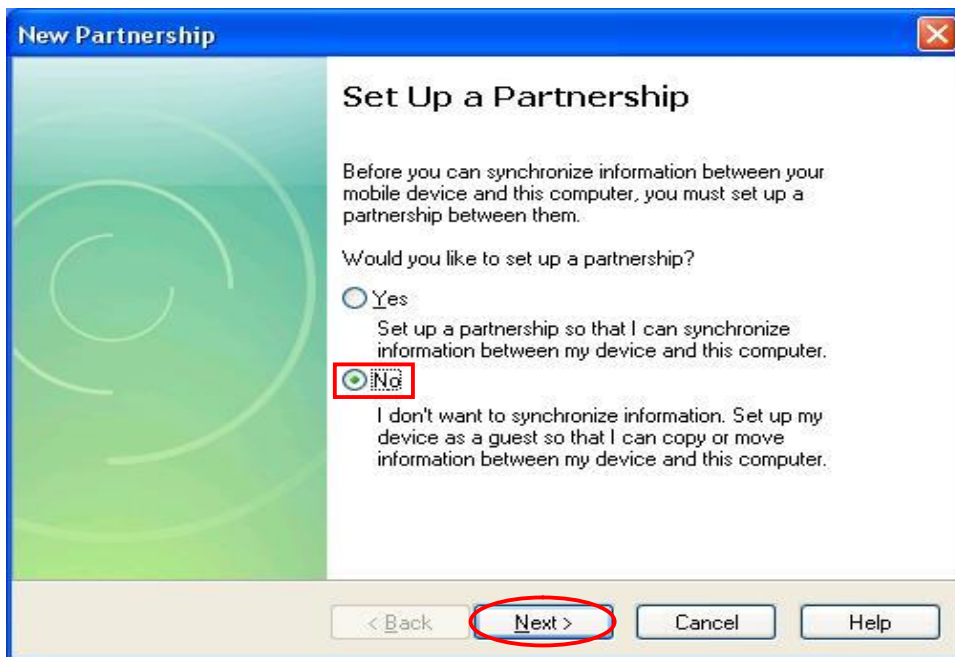 New Partnership
Set Up a Partnership
Before you can synchronize information between your
mobile device and this computer, you must set up a
partnership between them.
Would you like to set up a partnership?
Yes
Set up a partnership so that I can synchronize
information between my device and this computer.
No
I don't want to synchronize information. Set up my
device as a guest so that I can copy or move
information between my device and this computer.
< Back Next > Cancel Help